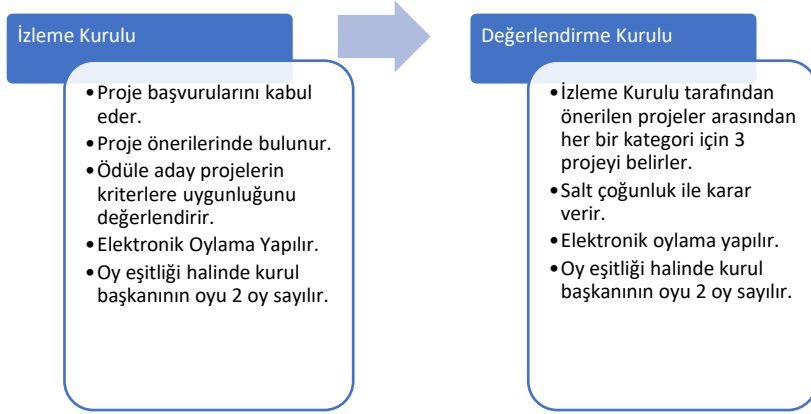 İzleme Kurulu
•Proje başvurularını kabul
eder.
•Proje önerilerinde bulunur.
•Ödüle aday projelerin
kriterlere uygunluğunu
değerlendirir.
•Elektronik Oylama Yapılır.
•Oy eşitliği halinde kurul
başkanının oyu 2 oy sayılır.
Değerlendirme Kurulu
•İzleme Kurulu tarafından
önerilen projeler arasından
her bir kategori için 3
projeyi belirler.
•Salt çoğunluk ile karar
verir.
•Elektronik oylama yapılır.
•Oy eşitliği halinde kurul
başkanının oyu 2 oy sayılır.